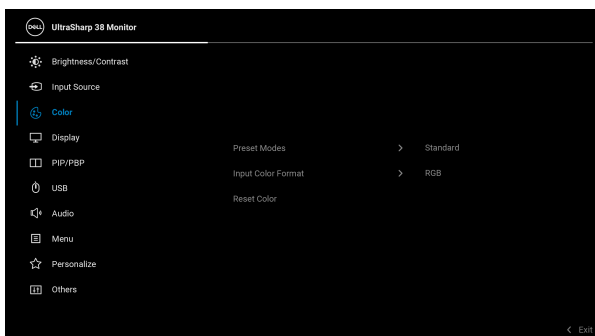 DELL UltraSharp 38 Monitor
Brightness/Contrast
Input Source
Color
Display
Preset Modes > Standard
PIP/PBP
Input Color Format > RGB
USB
Reset Color
Audio
Menu
Personalize
Others
< Exit